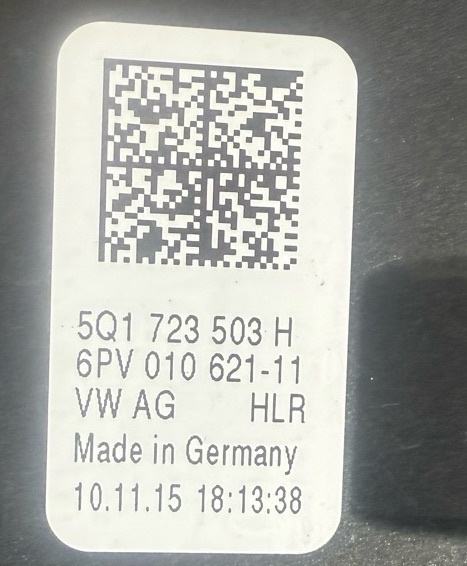 5Q1 723 503 H
6PV 010 621-11
VW AG HLR
Made in Germany
10.11.15 18:13:38